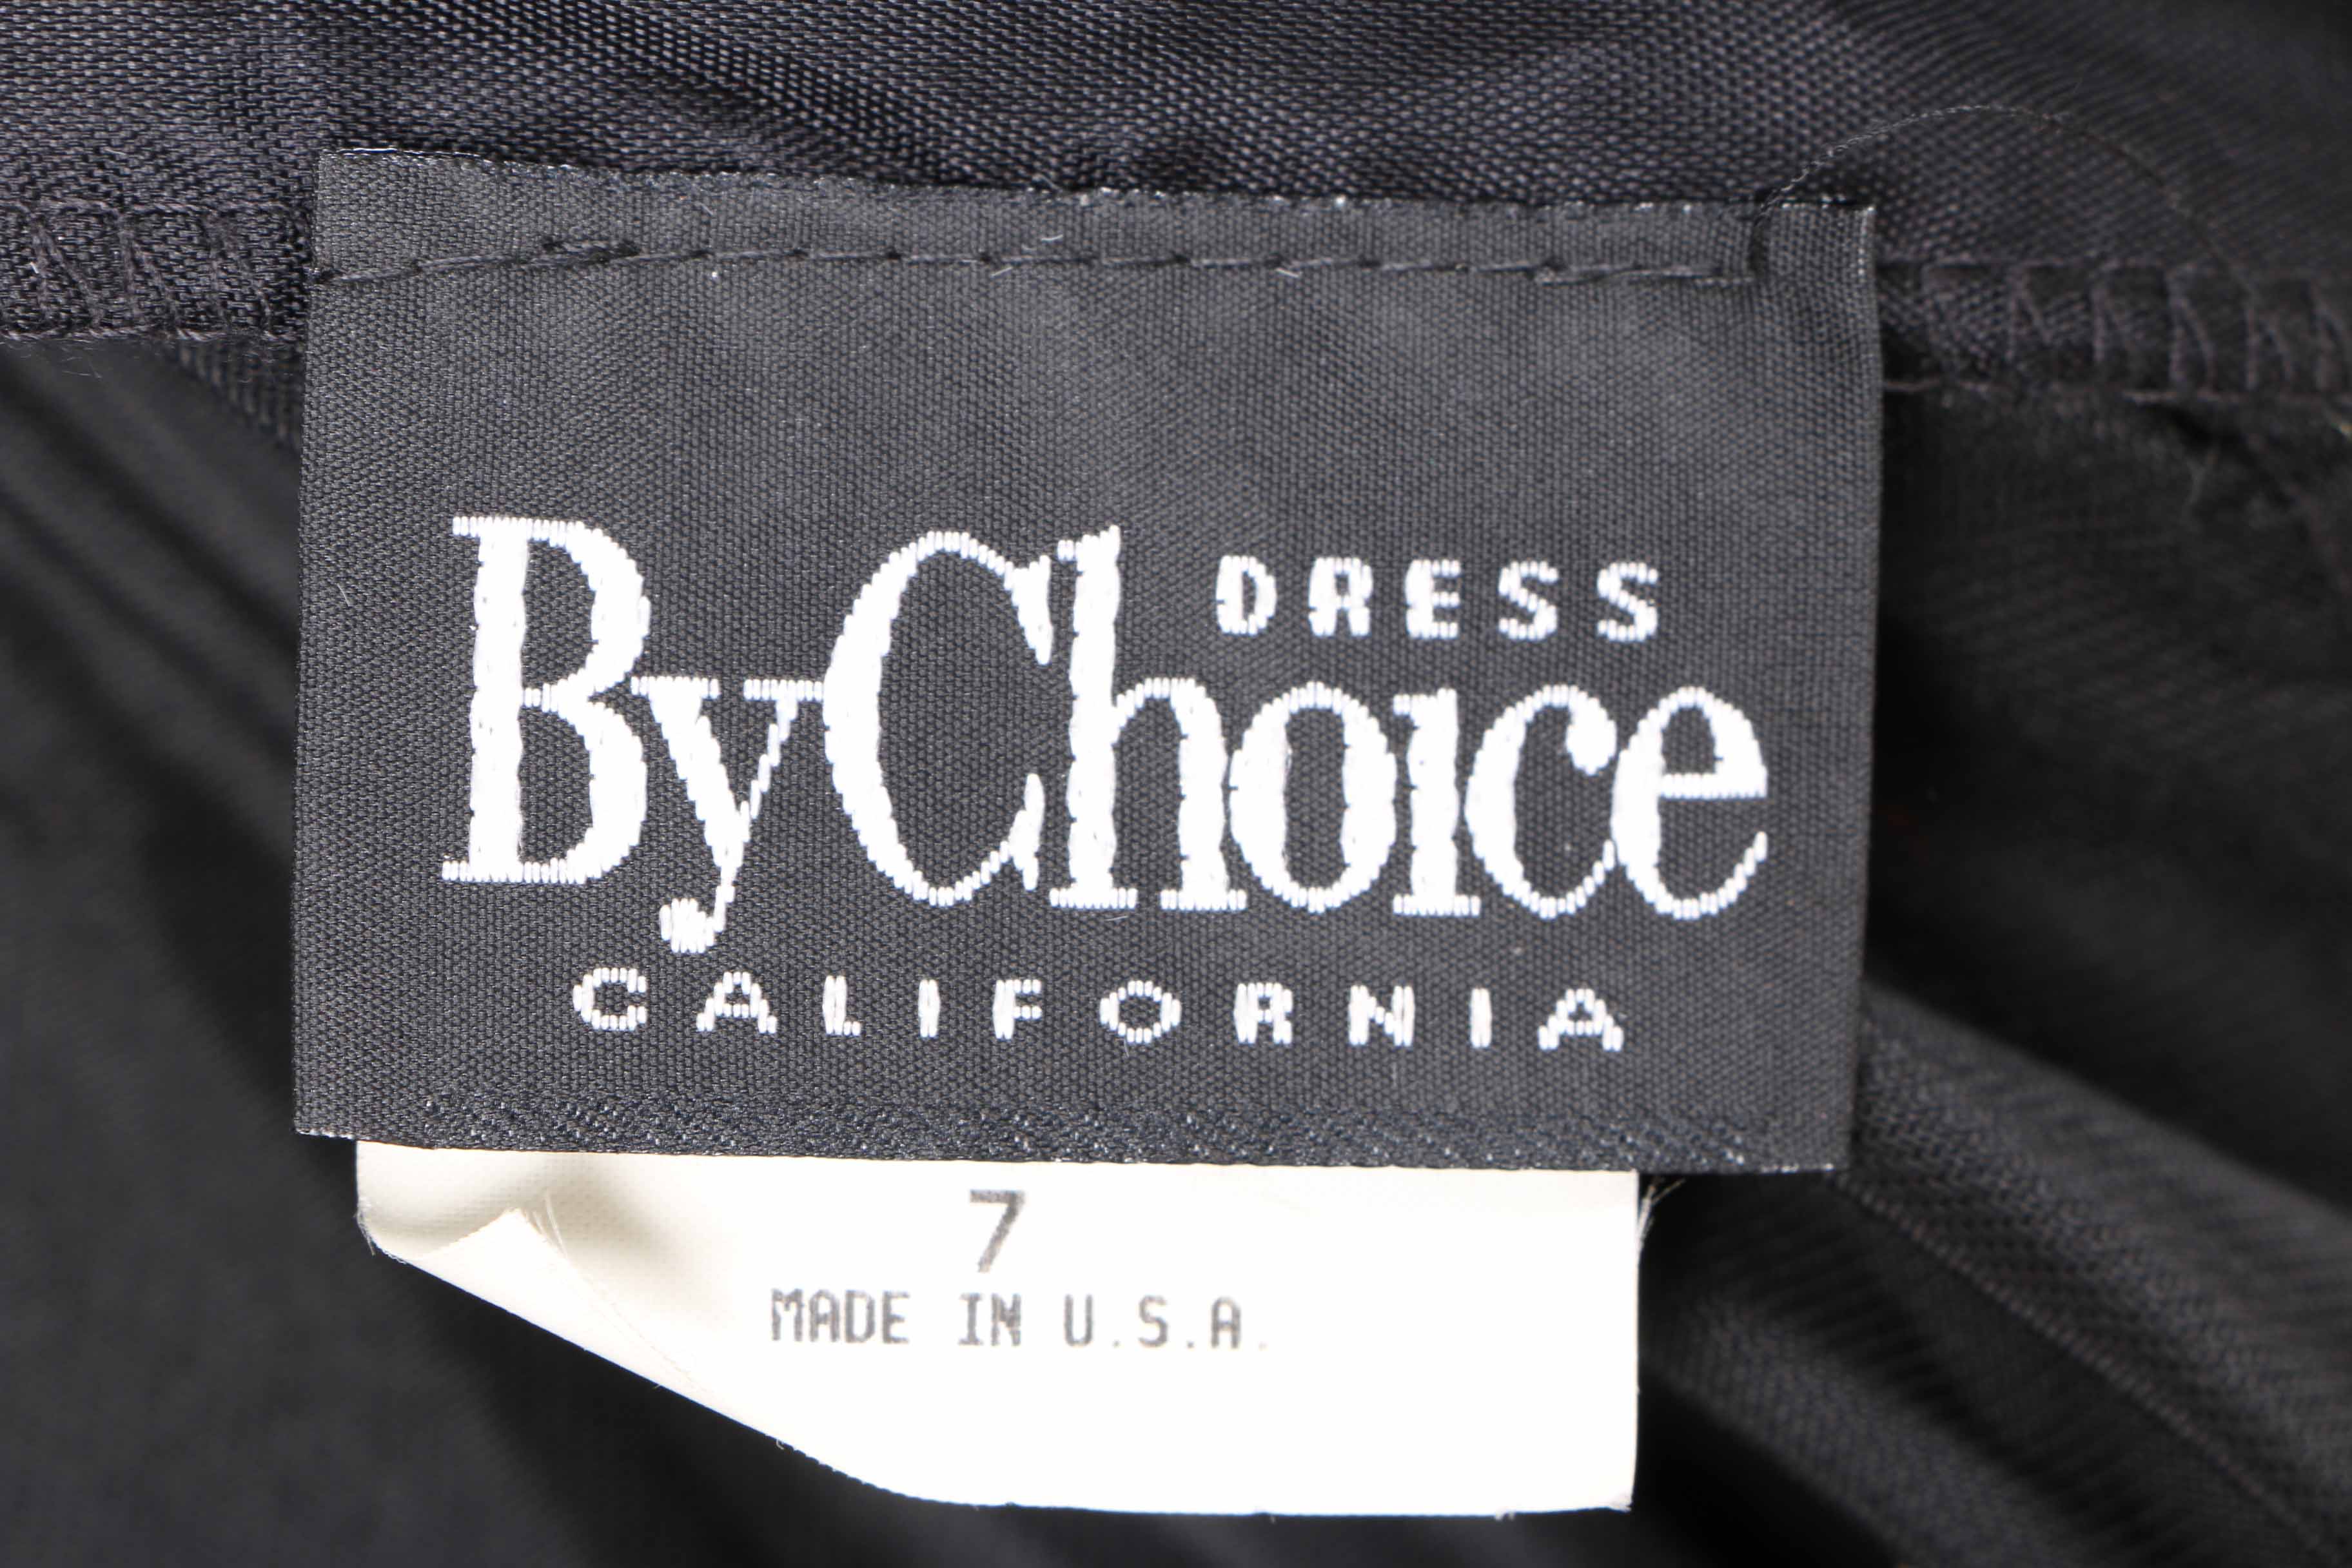 DRESS
ByChoice
CALIFORNIA
7
MADE IN U.S.A.